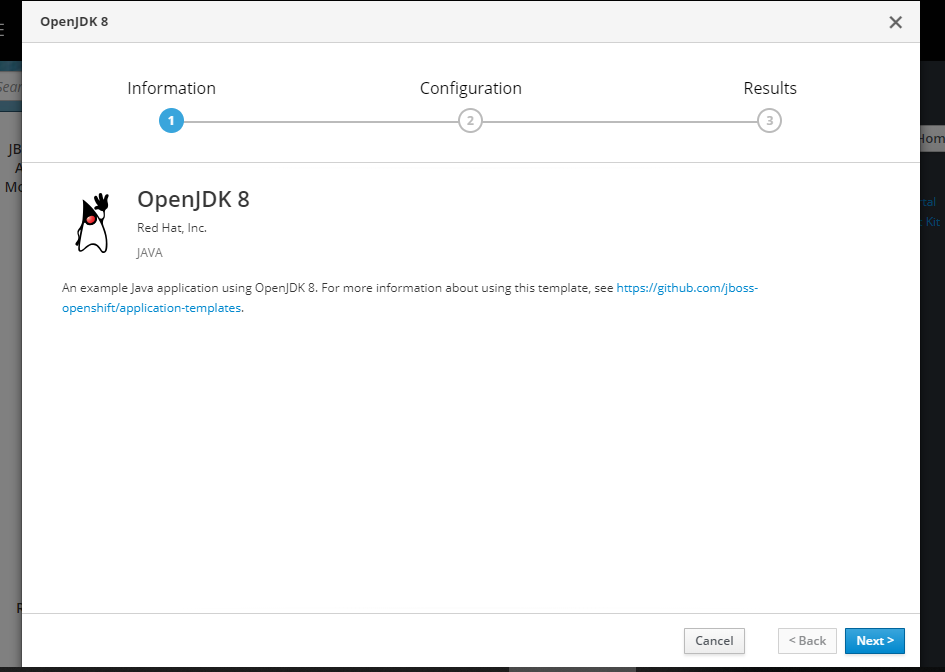 OpenJDK 8
Information
Configuration
Results
1
2
3
OpenJDK 8
Red Hat, Inc.
JAVA
An example Java application using OpenJDK 8. For more information about using this template, see https://github.com/jboss-
openshift/application-templates.
Cancel
< Back
Next >